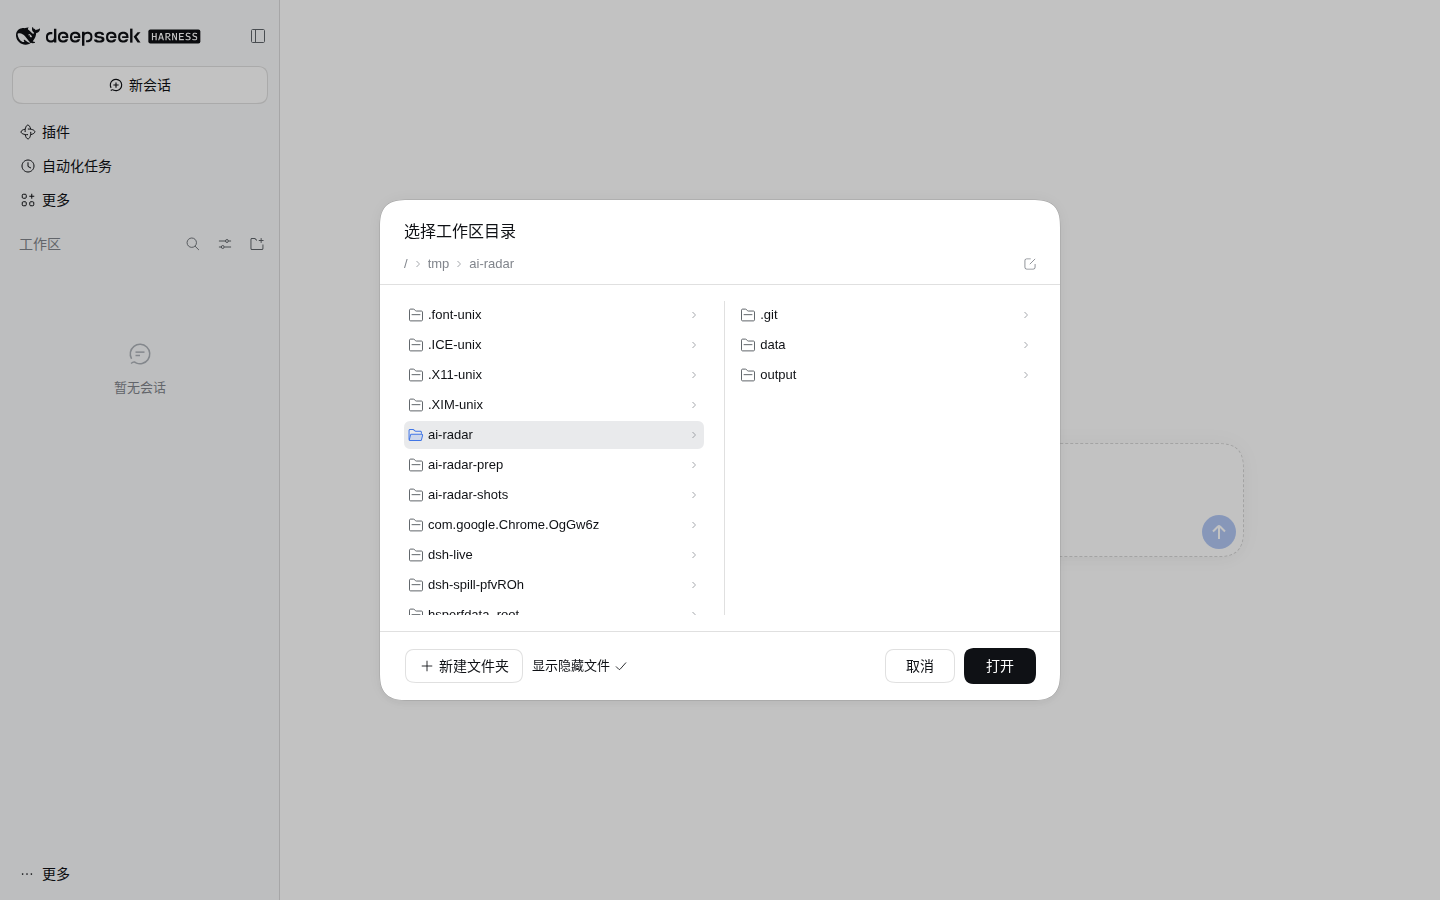 deepseek HARNESS
新会话
插件
自动化任务
更多
工作区
暂无会话
更多
选择工作区目录
/ tmp ai-radar
.font-unix
.ICE-unix
.X11-unix
.XIM-unix
ai-radar
ai-radar-prep
ai-radar-shots
com.google.Chrome.OgGw6z
dsh-live
dsh-spill-pfvROh
hsperfdata_root
.git
data
output
新建文件夹
显示隐藏文件
取消
打开